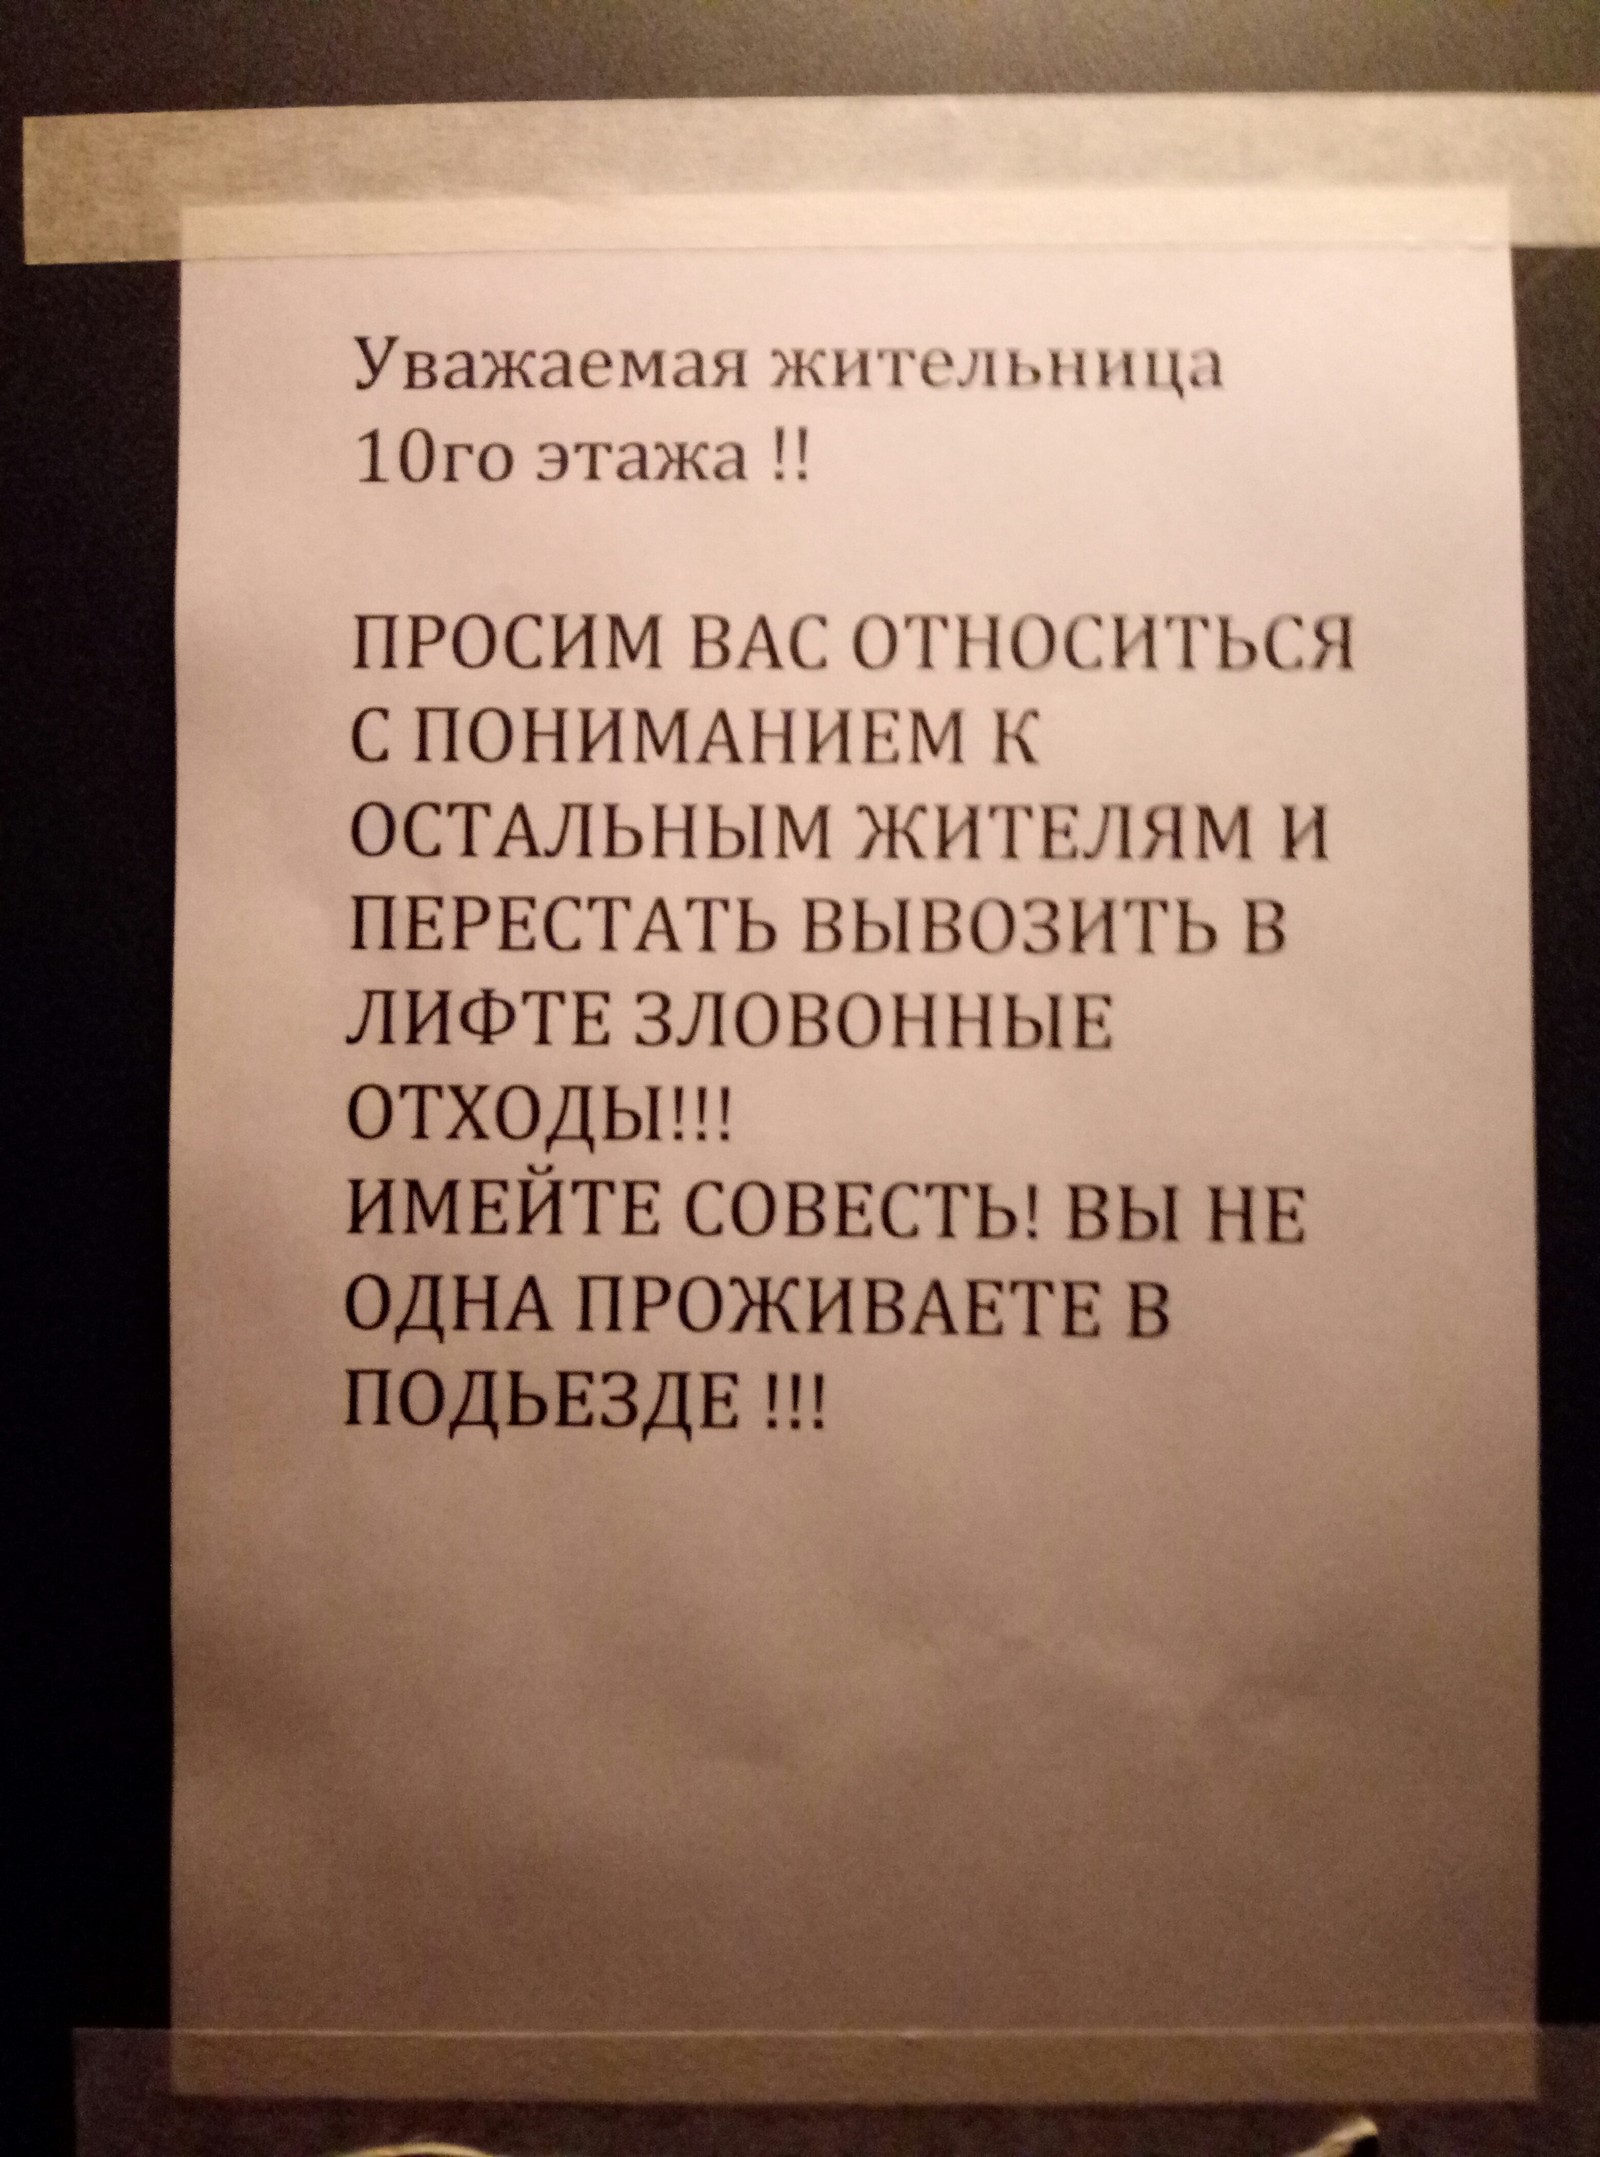 Уважаемая жительница
10го этажа !!
ПРОСИМ ВАС ОТНОСИТЬСЯ
С ПОНИМАНИЕМ К
ОСТАЛЬНЫМ ЖИТЕЛЯМ И
ПЕРЕСТАТЬ ВЫВОЗИТЬ В
ЛИФТЕ ЗЛОВОННЫЕ
ОТХОДЫ!!!
ИМЕЙТЕ СОВЕСТЬ! ВЫ НЕ
ОДНА ПРОЖИВАЕТЕ В
ПОДЬЕЗДЕ !!!